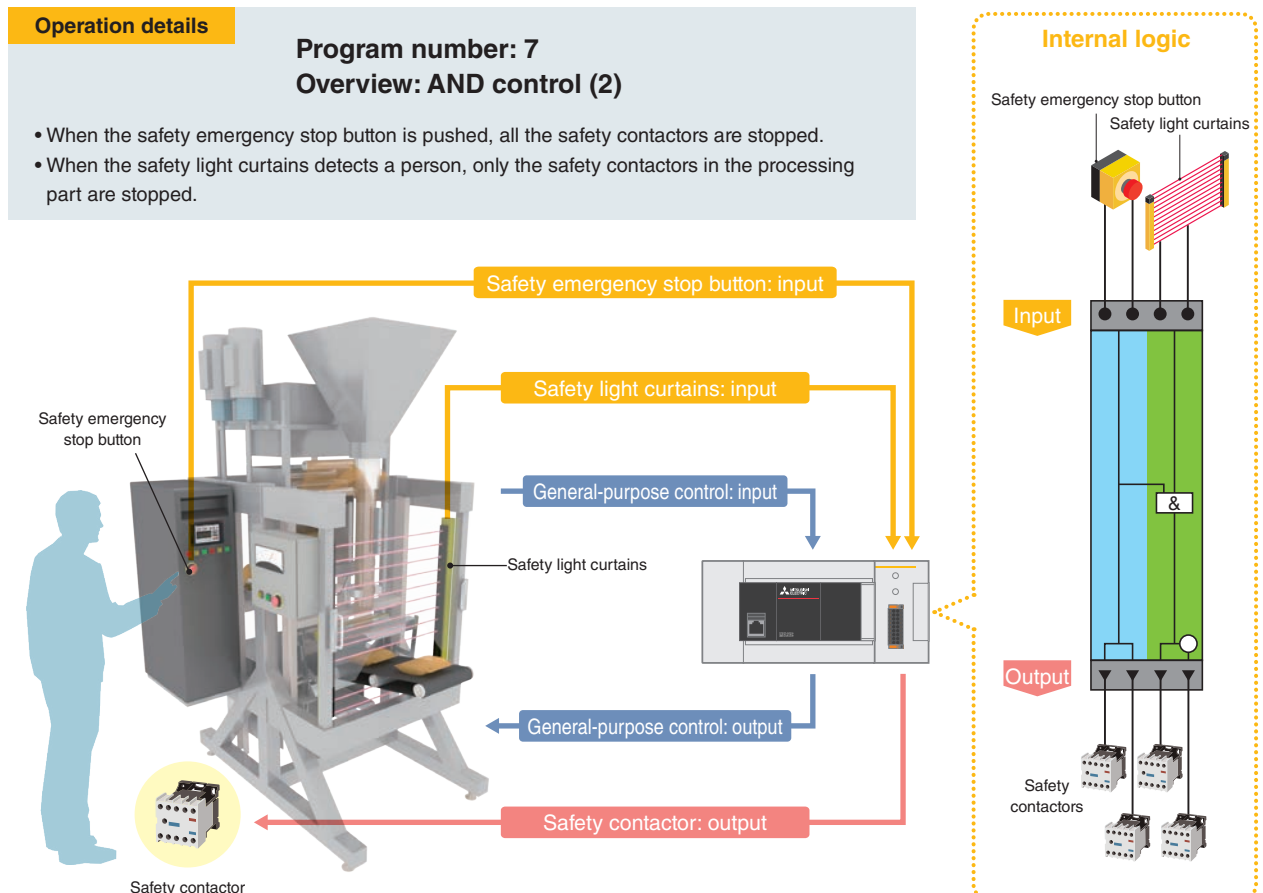 Operation details
Program number: 7
Overview: AND control (2)
• When the safety emergency stop button is pushed, all the safety contactors are stopped.
• When the safety light curtains detects a person, only the safety contactors in the processing
part are stopped.
Safety emergency stop button: input
Safety light curtains: input
Safety emergency
stop button
General-purpose control: input
Safety light curtains
MITSUBISHI
ELECTRIC
General-purpose control: output
Safety contactor: output
Safety contactor
Internal logic
Safety emergency stop button
Safety light curtains
Input
&
Output
Safety
contactors